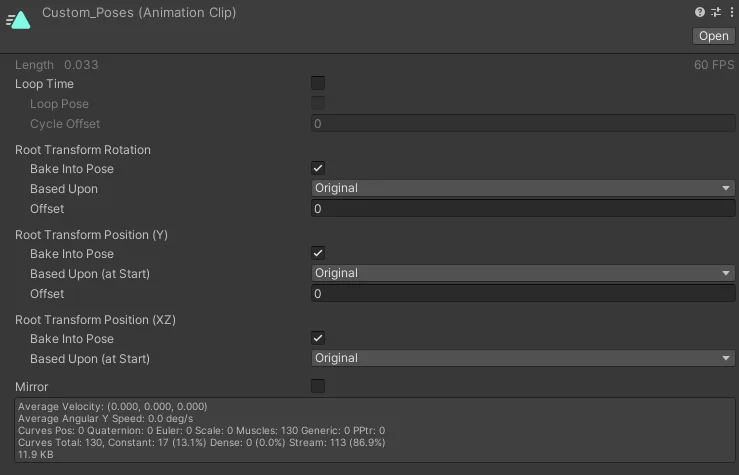 Custom_Poses (Animation Clip)
Open
Length 0.033 60 FPS
Loop Time
Loop Pose
Cycle Offset 0
Root Transform Rotation
Bake Into Pose
Based Upon Original
Offset 0
Root Transform Position (Y)
Bake Into Pose
Based Upon (at Start) Original
Offset 0
Root Transform Position (XZ)
Bake Into Pose
Based Upon (at Start) Original
Mirror
Average Velocity: (0.000, 0.000, 0.000)
Average Angular Y Speed: 0.0 deg/s
Curves Pos: 0 Quaternion: 0 Euler: 0 Scale: 0 Muscles: 130 Generic: 0 PPtr: 0
Curves Total: 130, Constant: 17 (13.1%) Dense: 0 (0.0%) Stream: 113 (86.9%)
11.9 KB